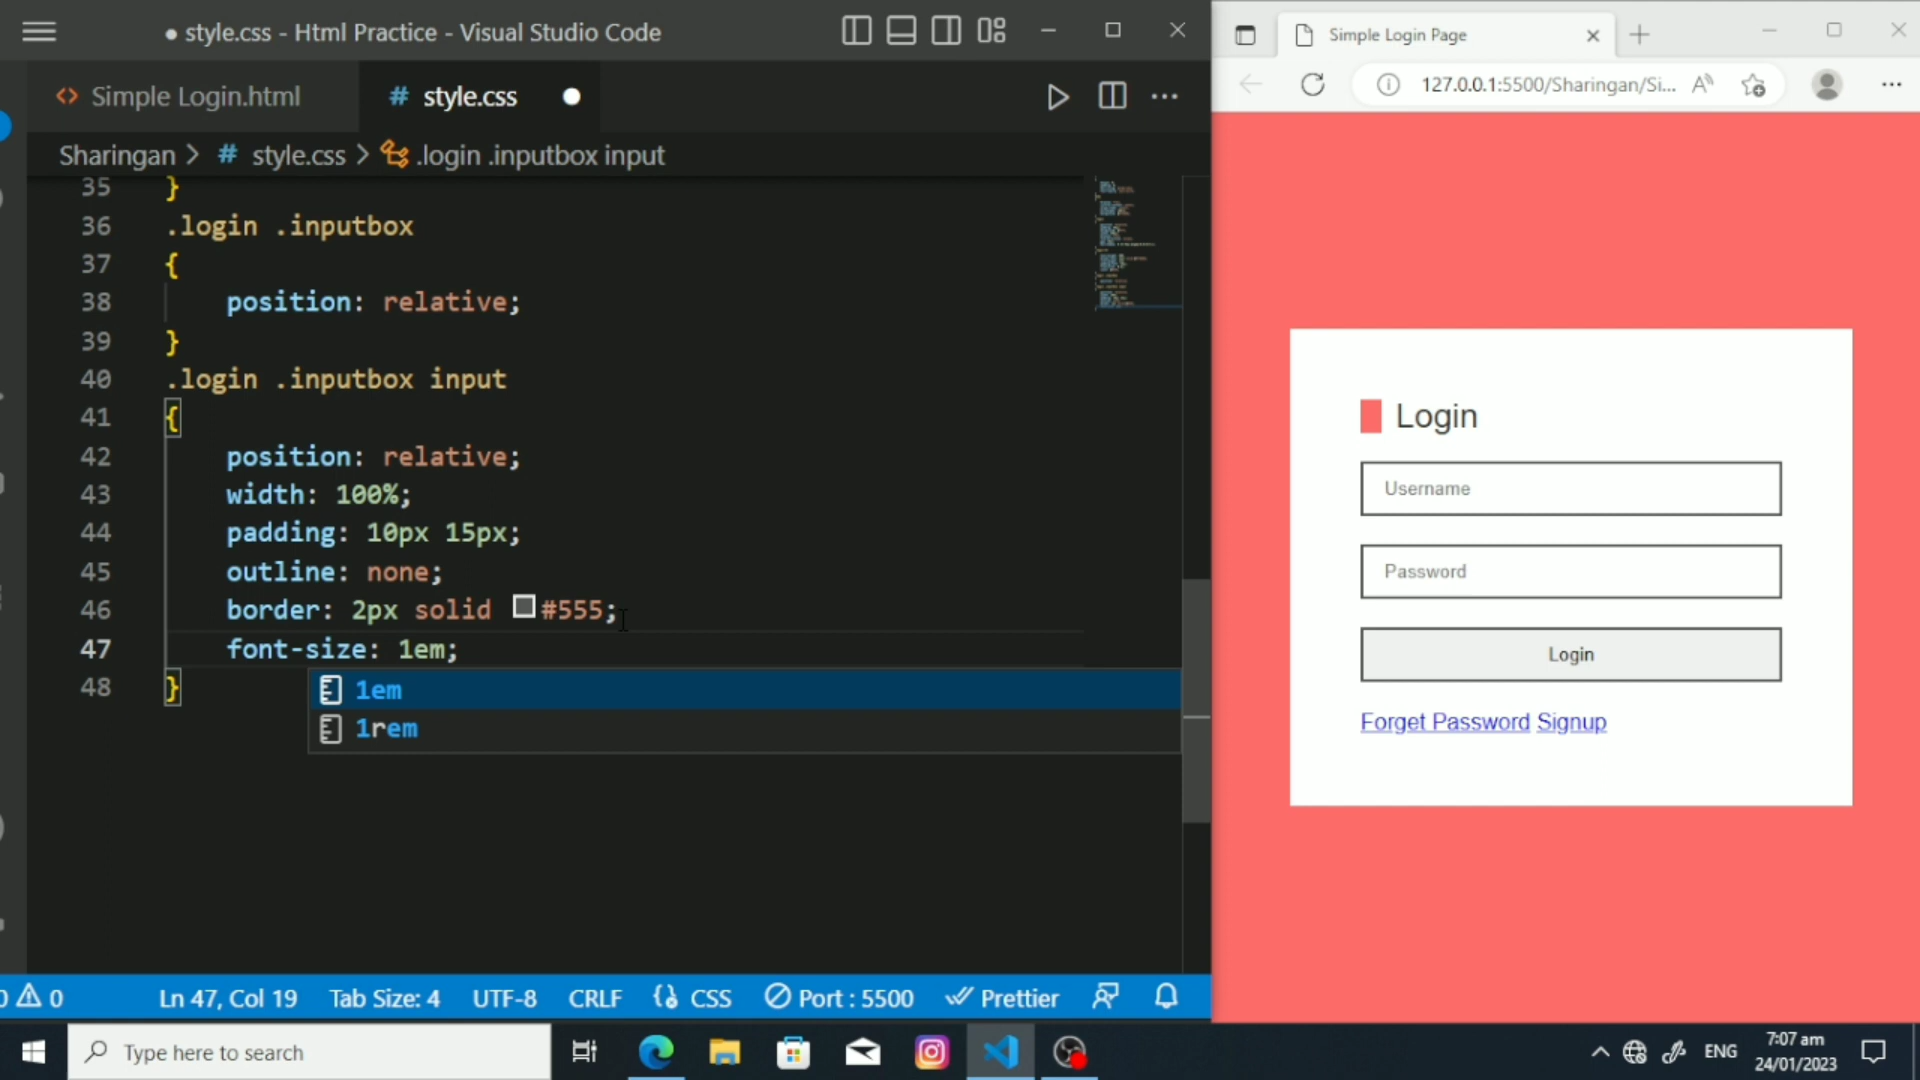 style.css - Html Practice - Visual Studio Code
Simple Login.html
# style.css
Sharingan > # style.css > .login .inputbox input
35 }
36 .login .inputbox
37 {
38 position: relative;
39 }
40 .login .inputbox input
41 {
42 position: relative;
43 width: 100%;
44 padding: 10px 15px;
45 outline: none;
46 border: 2px solid #555;
47 font-size: 1em;
48 }
1em
1rem
0 Ln 47, Col 19 Tab Size: 4 UTF-8 CRLF CSS Port : 5500 Prettier
Simple Login Page
127.0.0.1:5500/Sharingan/Si...
Login
Username
Password
Login
Forget Password Signup
Type here to search
ENG
7:07 am
24/01/2023